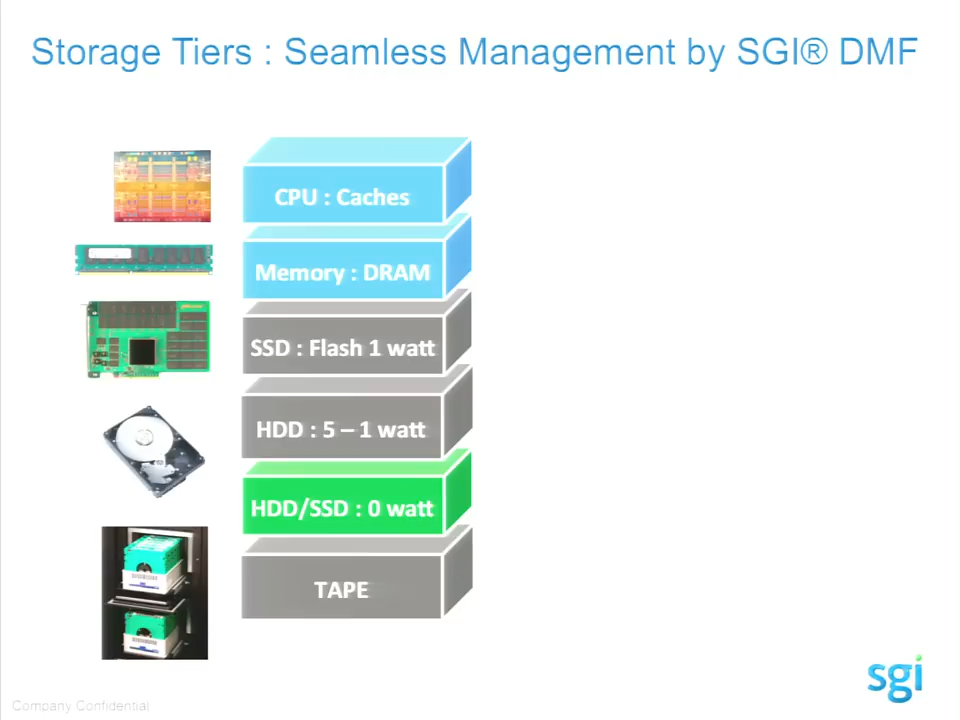 Storage Tiers : Seamless Management by SGI® DMF
CPU : Caches
Memory : DRAM
SSD : Flash 1 watt
HDD : 5 – 1 watt
HDD/SSD : 0 watt
TAPE
sgi
Company Confidential